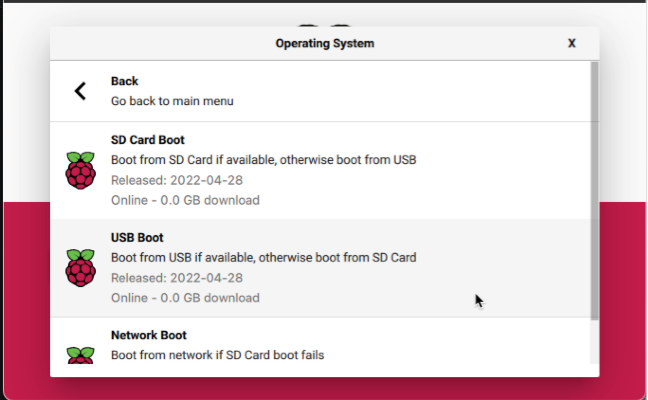 Operating System
X
Back
Go back to main menu
SD Card Boot
Boot from SD Card if available, otherwise boot from USB
Released: 2022-04-28
Online - 0.0 GB download
USB Boot
Boot from USB if available, otherwise boot from SD Card
Released: 2022-04-28
Online - 0.0 GB download
Network Boot
Boot from network if SD Card boot fails